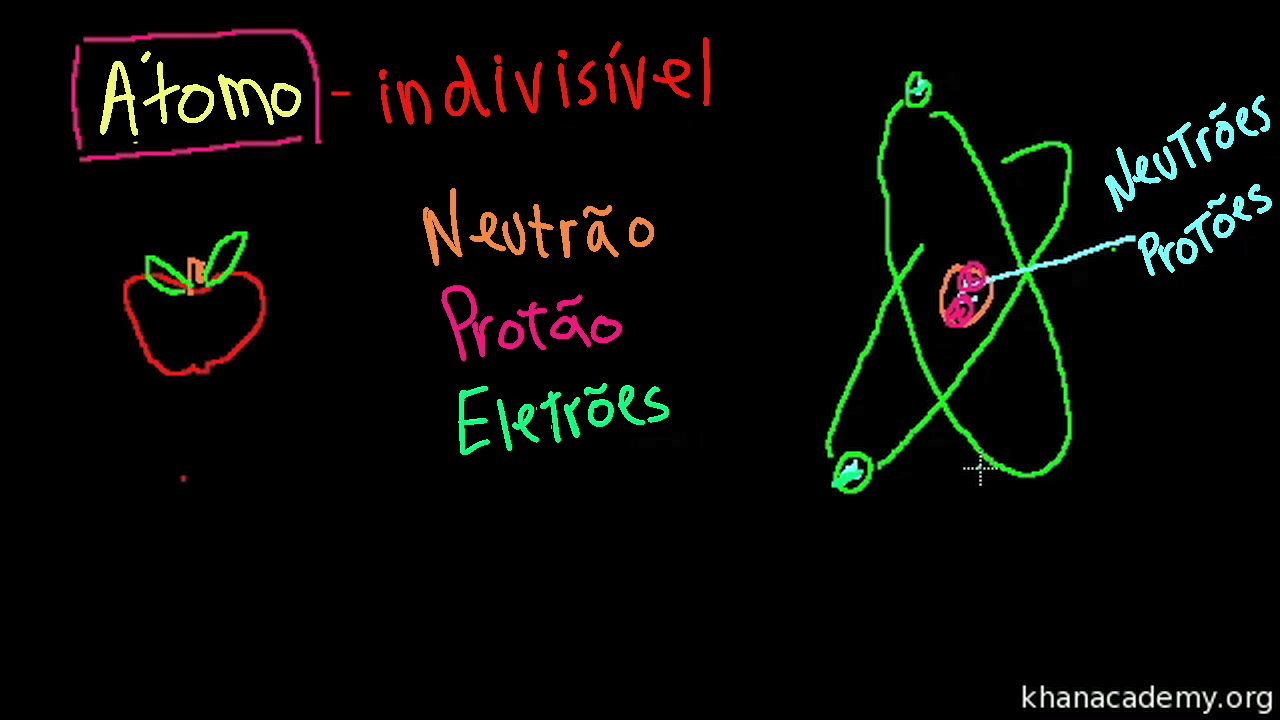 Átomo - indivisível
Neutrão
Protão
Eletrões
Neutrões
Protões
khanacademy.org